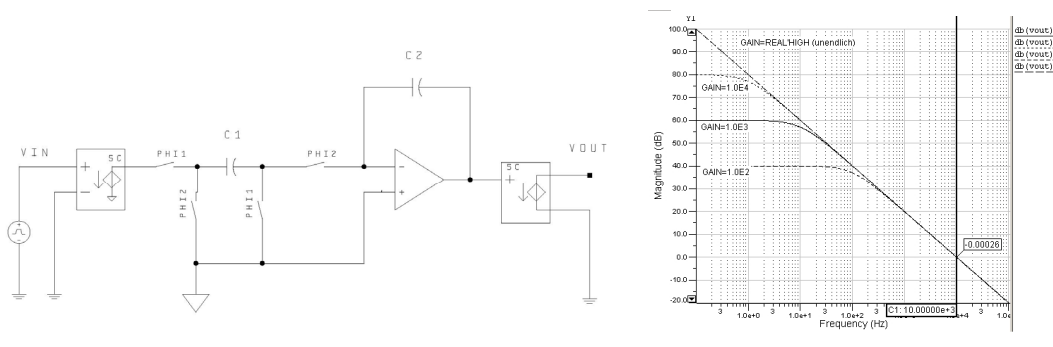 C2
C1
VIN
SC
PHI1
PHI2
SC
VOUT
PHI2
PHI1
Y1
100.0
GAIN=REAL'HIGH (unendlich)
90.0
80.0
GAIN=1.0E4
70.0
60.0
GAIN=1.0E3
50.0
40.0
GAIN=1.0E2
30.0
20.0
10.0
0.0
-0.00026
-10.0
-20.0
Magnitude (dB)
3 1.0e+0 3 1.0e+1 3 1.0e+2 3 C1: 10.00000e+3 3
Frequency (Hz)
db(vout)
db(vout)
db(vout)
db(vout)